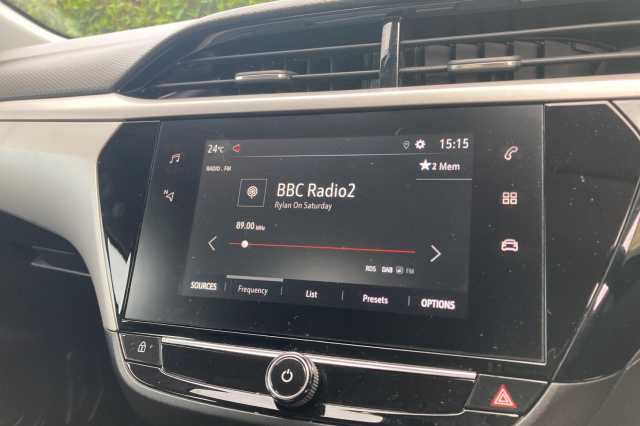 24°C
15:15
RADIO . FM
★2 Mem
BBC Radio2
Rylan On Saturday
89.00 MHz
RDS DAB FM
SOURCES Frequency List Presets OPTIONS